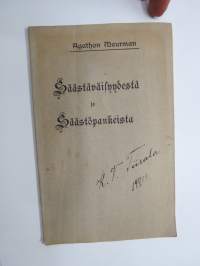 Agathon Meurman
Säästäväisyydestä
ja
Säästöpankeista